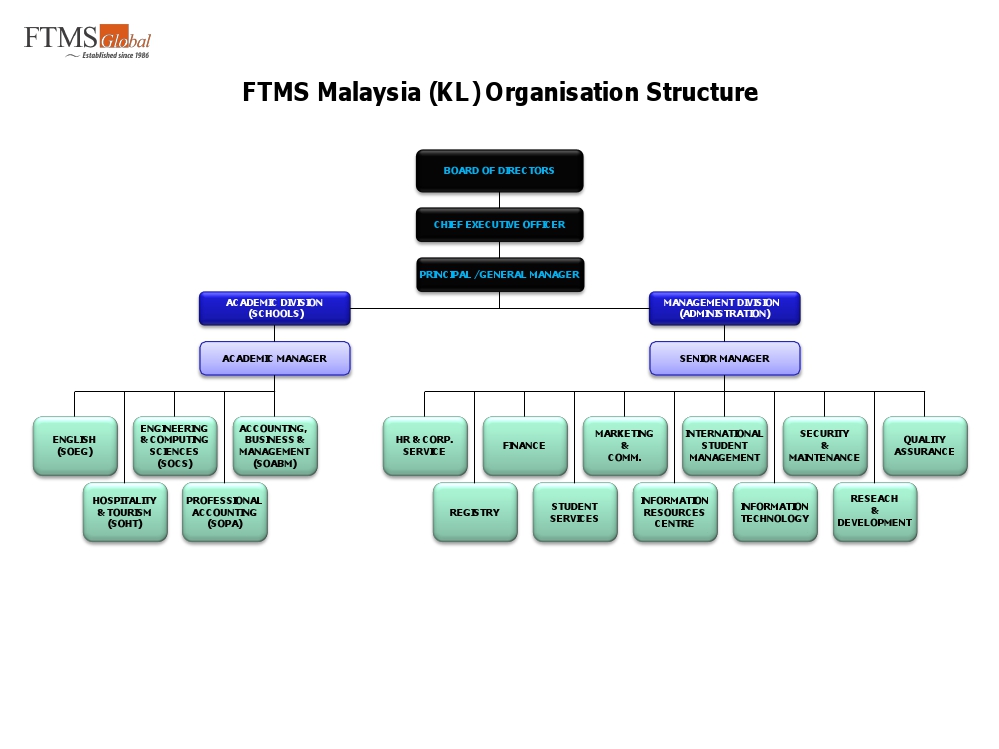 FTMS Global
Established since 1986
FTMS Malaysia (KL) Organisation Structure
BOARD OF DIRECTORS
CHIEF EXECUTIVE OFFICER
PRINCIPAL /GENERAL MANAGER
ACADEMIC DIVISION
(SCHOOLS)
MANAGEMENT DIVISION
(ADMINISTRATION)
ACADEMIC MANAGER
SENIOR MANAGER
ENGLISH
(SOEG)
ENGINEERING
& COMPUTING
SCIENCES
(SOCS)
ACCOUNTING,
BUSINESS &
MANAGEMENT
(SOABM)
HR & CORP.
SERVICE
FINANCE
MARKETING
&
COMM.
INTERNATIONAL
STUDENT
MANAGEMENT
SECURITY
&
MAINTENANCE
QUALITY
ASSURANCE
HOSPITALITY
& TOURISM
(SOHT)
PROFESSIONAL
ACCOUNTING
(SOPA)
REGISTRY
STUDENT
SERVICES
INFORMATION
RESOURCES
CENTRE
INFORMATION
TECHNOLOGY
RESEACH
&
DEVELOPMENT